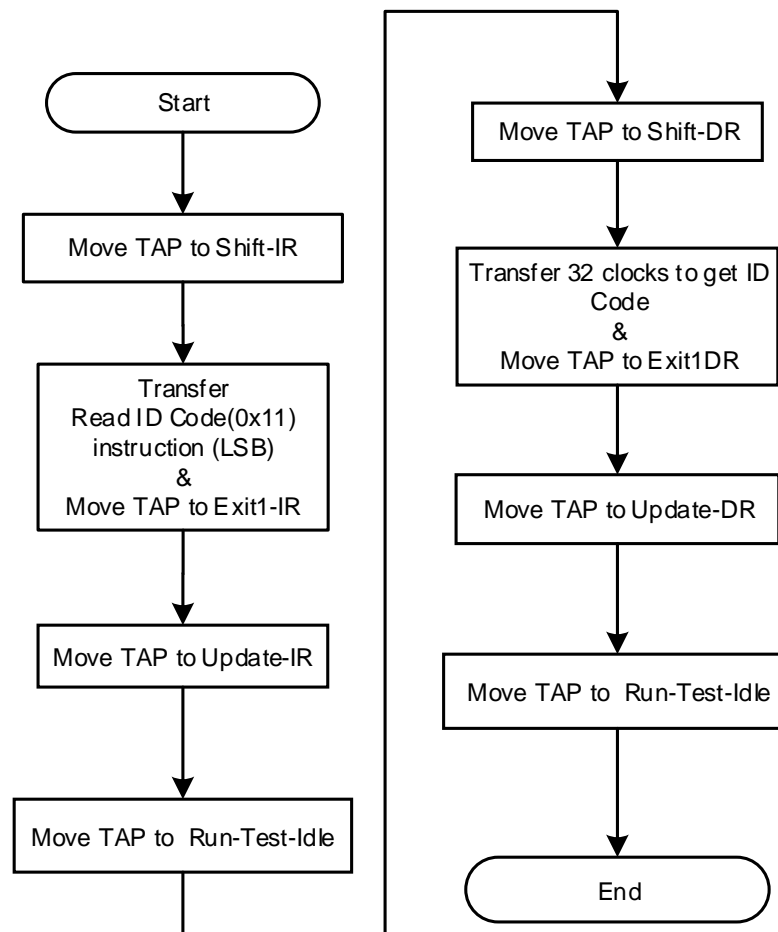 Start
Move TAP to Shift-IR
Transfer
Read ID Code(0x11)
instruction (LSB)
&
Move TAP to Exit1-IR
Move TAP to Update-IR
Move TAP to Run-Test-Idle
Move TAP to Shift-DR
Transfer 32 clocks to get ID
Code
&
Move TAP to Exit1DR
Move TAP to Update-DR
Move TAP to Run-Test-Idle
End